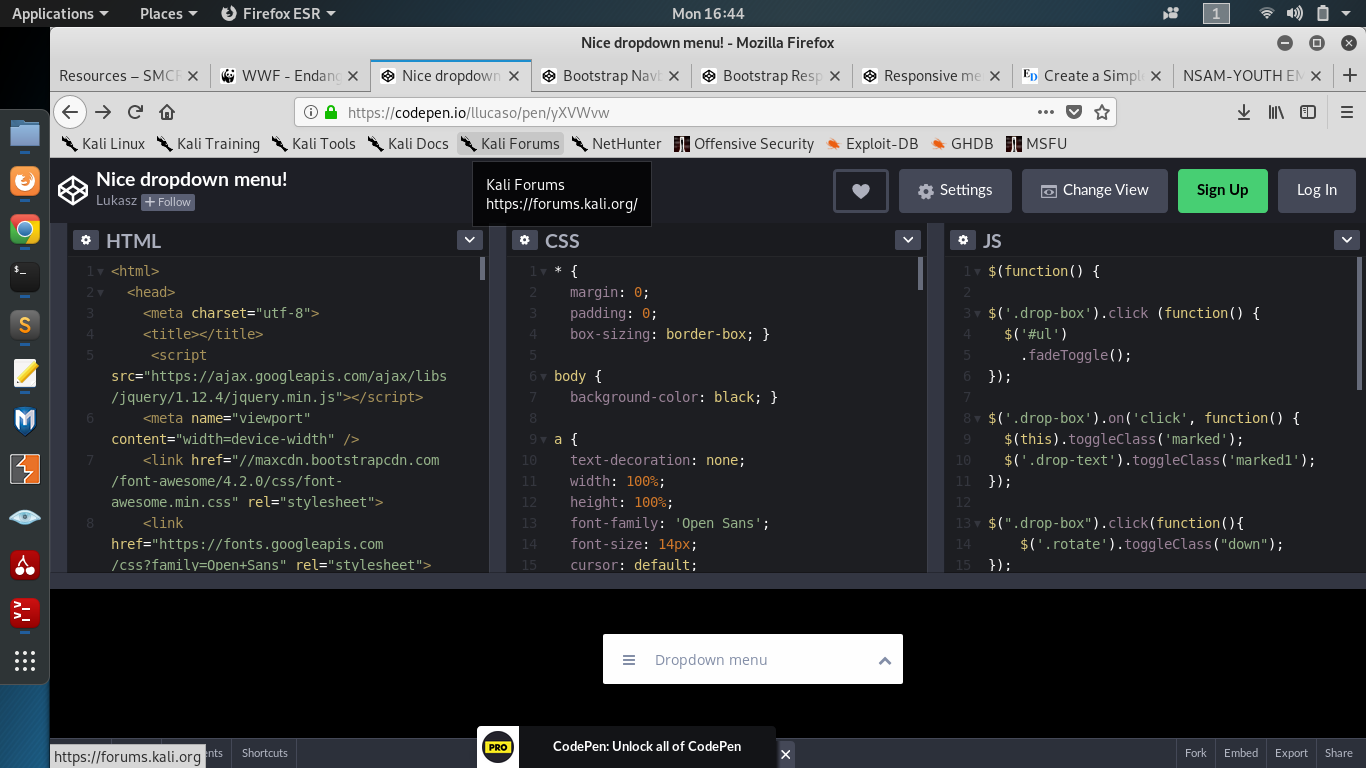 Applications Places Firefox ESR Mon 16:44 1
Nice dropdown menu! - Mozilla Firefox
Resources – SMCF WWF - Endang Nice dropdown Bootstrap Navb Bootstrap Resp Responsive me Create a Simple NSAM-YOUTH EM
https://codepen.io/llucaso/pen/yXVWvw
Kali Linux Kali Training Kali Tools Kali Docs Kali Forums NetHunter Offensive Security Exploit-DB GHDB MSFU
Kali Forums
https://forums.kali.org/
Nice dropdown menu!
Lukasz + Follow
Settings Change View Sign Up Log In
HTML
1 <html>
2 <head>
3 <meta charset="utf-8">
4 <title></title>
5 <script
src="https://ajax.googleapis.com/ajax/libs
/jquery/1.12.4/jquery.min.js"></script>
6 <meta name="viewport"
content="width=device-width" />
7 <link href="//maxcdn.bootstrapcdn.com
/font-awesome/4.2.0/css/font-
awesome.min.css" rel="stylesheet">
8 <link
href="https://fonts.googleapis.com
/css?family=Open+Sans" rel="stylesheet">
CSS
1 * {
2 margin: 0;
3 padding: 0;
4 box-sizing: border-box; }
5
6 body {
7 background-color: black; }
8
9 a {
10 text-decoration: none;
11 width: 100%;
12 height: 100%;
13 font-family: 'Open Sans';
14 font-size: 14px;
15 cursor: default;
JS
1 $(function() {
2
3 $('.drop-box').click (function() {
4 $('#ul')
5 .fadeToggle();
6 });
7
8 $('.drop-box').on('click', function() {
9 $(this).toggleClass('marked');
10 $('.drop-text').toggleClass('marked1');
11 });
12
13 $(".drop-box").click(function(){
14 $('.rotate').toggleClass("down");
15 });
Dropdown menu
https://forums.kali.org
ents Shortcuts
PRO CodePen: Unlock all of CodePen
Fork Embed Export Share